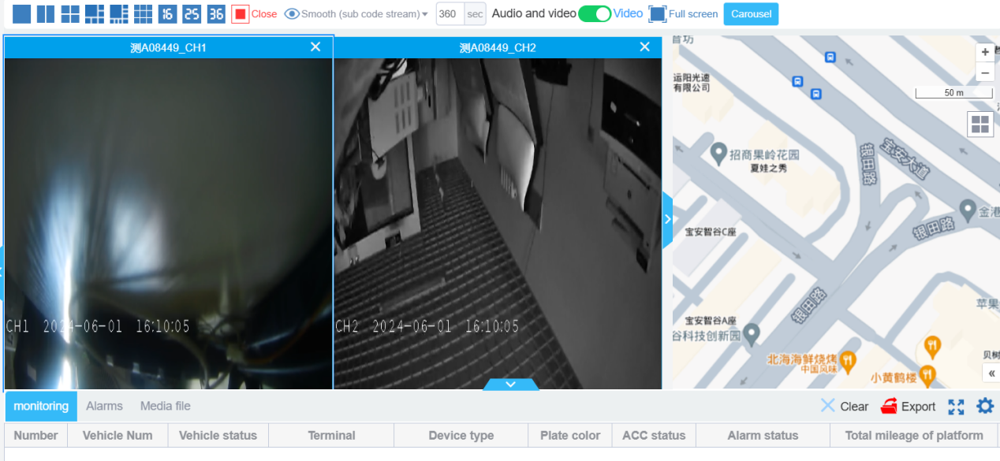 16 25 36 Close Smooth (sub code stream) 360 sec Audio and video Video Full screen Carousel
测A08449_CH1
测A08449_CH2
CH1 2024-06-01 16:10:05
CH2 2024-06-01 16:10:05
首坊
运阳光速
有限公司
50 m
招商果岭花园
夏娃之秀
银田路
宝安大道
金港
银田路
宝安智谷C座
银田路
苹果
宝安智谷A座
谷科技创新园
北海海鲜烧烤
中国风味
贝树
小黄鹤楼
monitoring Alarms Media file Clear Export
Number Vehicle Num Vehicle status Terminal Device type Plate color ACC status Alarm status Total mileage of platform